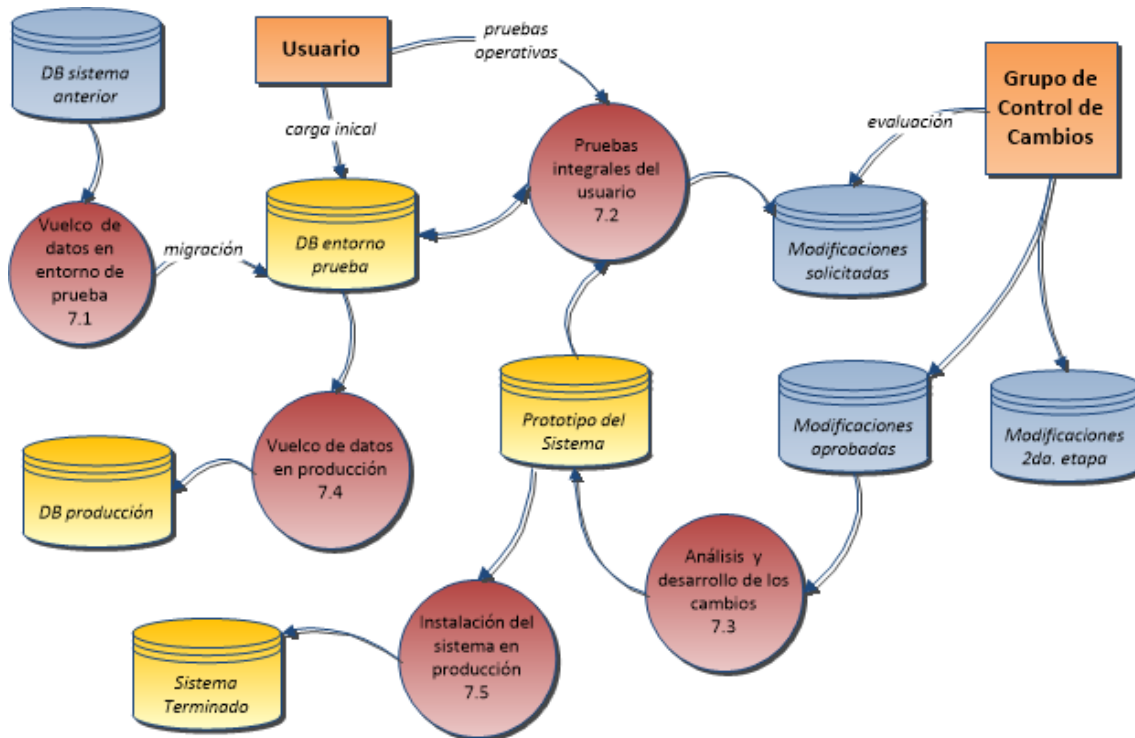 DB sistema
anterior
Usuario
pruebas
operativas
Grupo de
Control de
Cambios
carga inical
evaluación
Pruebas
integrales del
usuario
7.2
Vuelco de
datos en
entorno de
prueba
7.1
migración
DB entorno
prueba
Modificaciones
solicitadas
Prototipo del
Sistema
Modificaciones
aprobadas
Modificaciones
2da. etapa
Vuelco de datos
en producción
7.4
DB producción
Análisis y
desarrollo de los
cambios
7.3
Instalación del
sistema en
producción
7.5
Sistema
Terminado